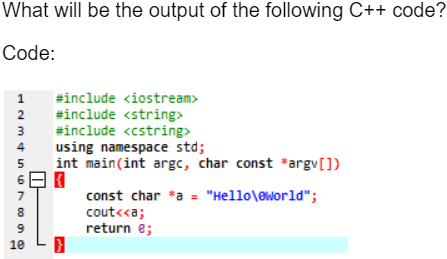 What will be the output of the following C++ code?
Code:
1 #include <iostream>
2 #include <string>
3 #include <cstring>
4 using namespace std;
5 int main(int argc, char const *argv[])
6 {
7 const char *a = "Hello\0World";
8 cout<<a;
9 return 0;
10 }